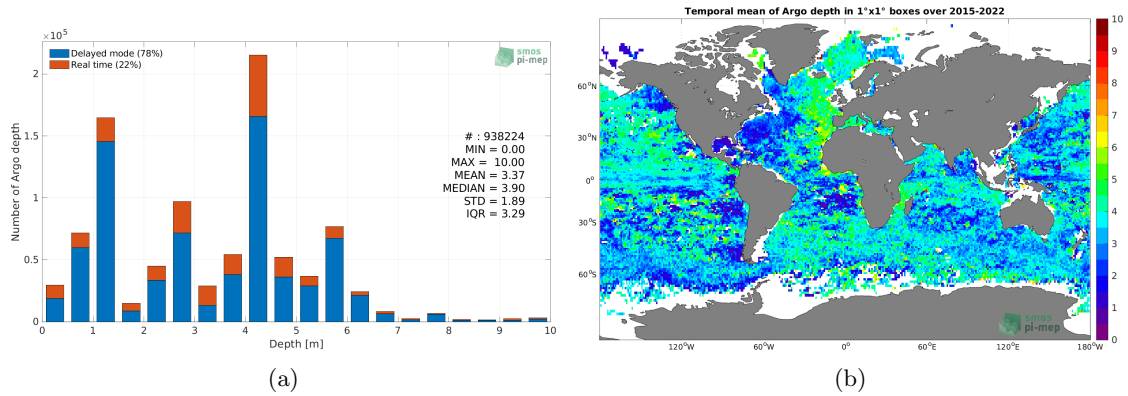 ×10⁵
Delayed mode (78%)
Real time (22%)
smos
pi-mep
# : 938224
MIN = 0.00
MAX = 10.00
MEAN = 3.37
MEDIAN = 3.90
STD = 1.89
IQR = 3.29
2
1.5
1
0.5
0
Number of Argo depth
0 1 2 3 4 5 6 7 8 9 10
Depth [m]
(a)
Temporal mean of Argo depth in 1°x1° boxes over 2015-2022
60°N
30°N
0°
30°S
60°S
120°W 60°W 0° 60°E 120°E 180°W
smos
pi-mep
10
9
8
7
6
5
4
3
2
1
0
(b)